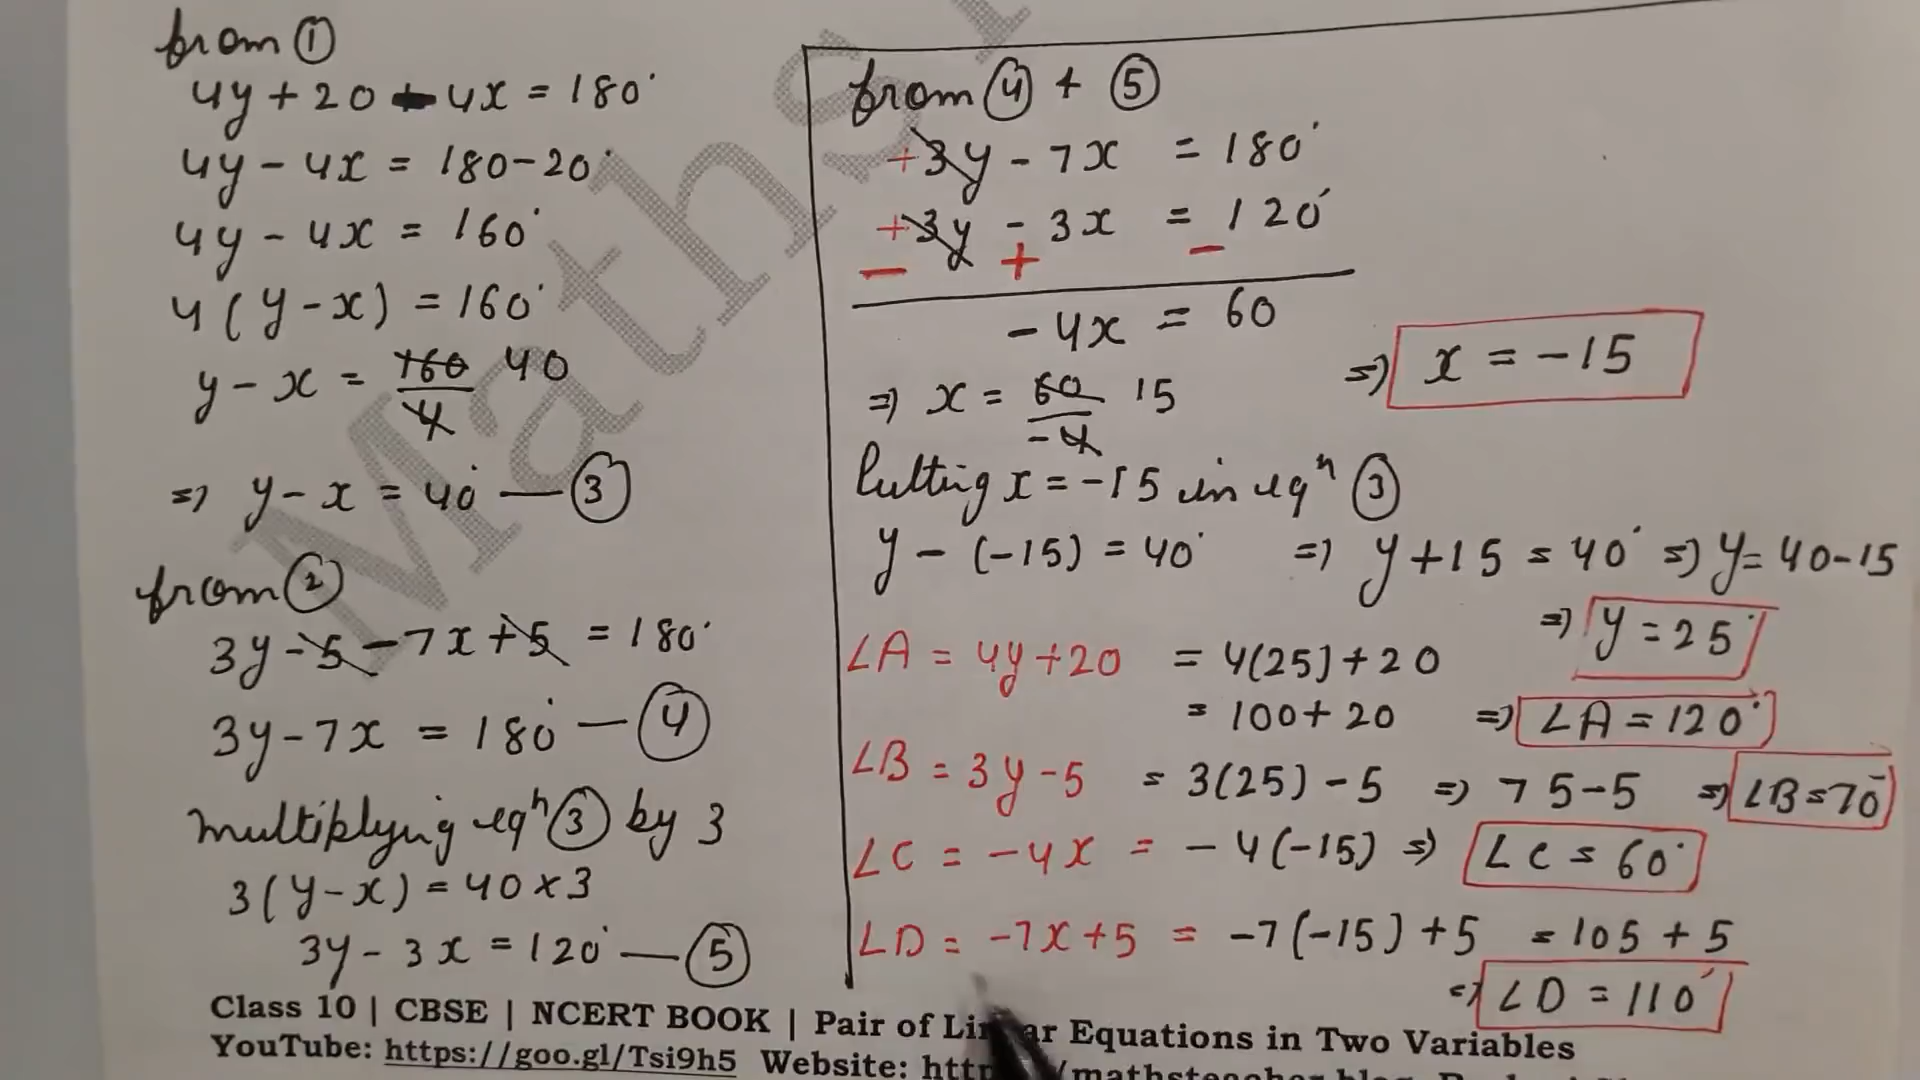 from ①
4y + 20 - 4x = 180°
4y - 4x = 180 - 20°
4y - 4x = 160°
4(y - x) = 160°
y - x = 160/4 40
⇒ y - x = 40° — ③
from ②
3y - 5 - 7x + 5 = 180°
3y - 7x = 180° — ④
Multiplying eqⁿ ③ by 3
3(y - x) = 40 × 3
3y - 3x = 120° — ⑤
from ④ + ⑤
+3y - 7x = 180°
+3y - 3x = 120°
- + -
-4x = 60
⇒ x = 60/-4 15 ⇒ x = -15
Putting x = -15 in eqⁿ ③
y - (-15) = 40° ⇒ y + 15 = 40° ⇒ y = 40 - 15
⇒ y = 25°
∠A = 4y + 20 = 4(25) + 20
= 100 + 20 ⇒ ∠A = 120°
∠B = 3y - 5 = 3(25) - 5 ⇒ 75 - 5 ⇒ ∠B = 70°
∠C = -4x = -4(-15) ⇒ ∠C = 60°
∠D = -7x + 5 = -7(-15) + 5 = 105 + 5
⇒ ∠D = 110°
Class 10 | CBSE | NCERT BOOK | Pair of Linear Equations in Two Variables
YouTube: https://goo.gl/Tsi9h5 Website: http
Maths